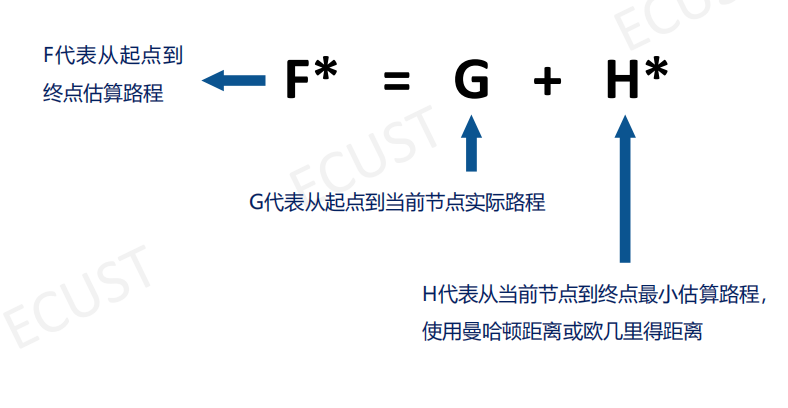 F代表从起点到
终点估算路程
F* = G + H*
G代表从起点到当前节点实际路程
H代表从当前节点到终点最小估算路程，
使用曼哈顿距离或欧几里得距离
ECUST
ECUST
ECUST